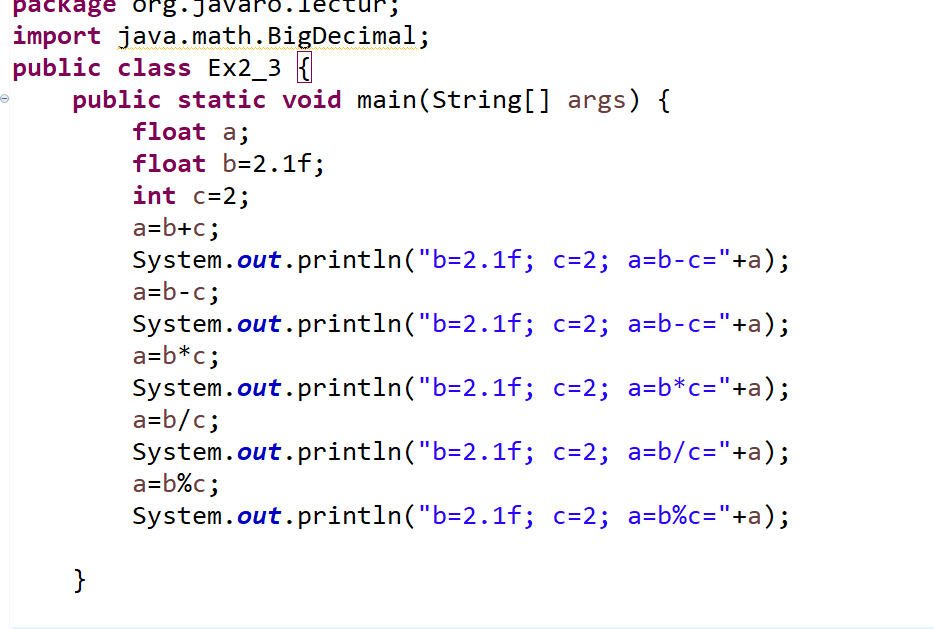 package org.javaro.lectur;
import java.math.BigDecimal;
public class Ex2_3 {
    public static void main(String[] args) {
        float a;
        float b=2.1f;
        int c=2;
        a=b+c;
        System.out.println("b=2.1f; c=2; a=b-c="+a);
        a=b-c;
        System.out.println("b=2.1f; c=2; a=b-c="+a);
        a=b*c;
        System.out.println("b=2.1f; c=2; a=b*c="+a);
        a=b/c;
        System.out.println("b=2.1f; c=2; a=b/c="+a);
        a=b%c;
        System.out.println("b=2.1f; c=2; a=b%c="+a);
    }